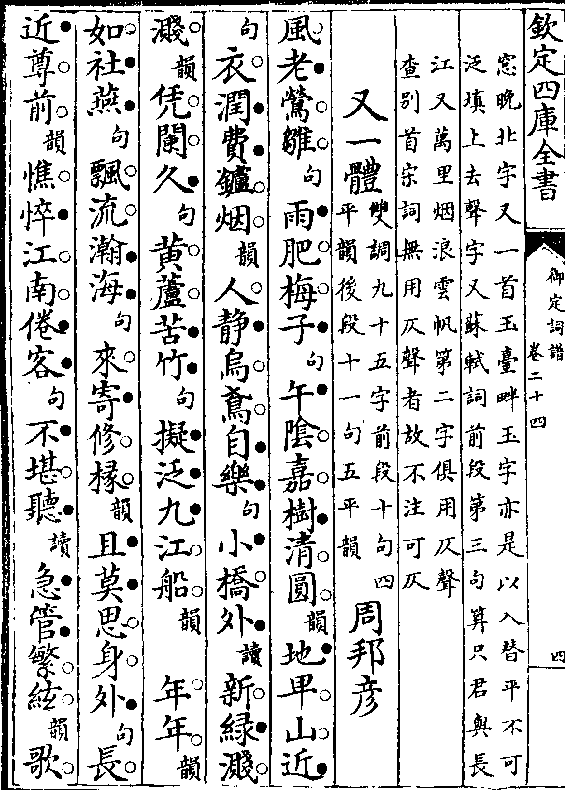 欽定四庫全書
御定詞譜 卷二十四
四
窓晩北字又一首玉臺畔玉字亦是以入替平不可
泛填上去聲字又蘇軾詞前段第三句算只君與長
江又萬里烟浪雲帆第二字俱用仄聲
查别首宋詞無用仄聲者故不注可仄
又一體 雙調九十五字前段十句四
平韻後段十一句五平韻 周邦彦
風老鶯雛句雨肥梅子句午陰嘉樹清圓韻地卑山近
句衣潤費鑪烟韻人静烏鳶自樂句小橋外讀新緑濺
濺韻凭闌久句黄蘆苦竹句擬泛九江船韻 年年韻
如社燕句飄流瀚海句來寄修椽韻且莫思身外句長
近尊前韻憔悴江南倦客句不堪聽讀急管繁絃韻歌